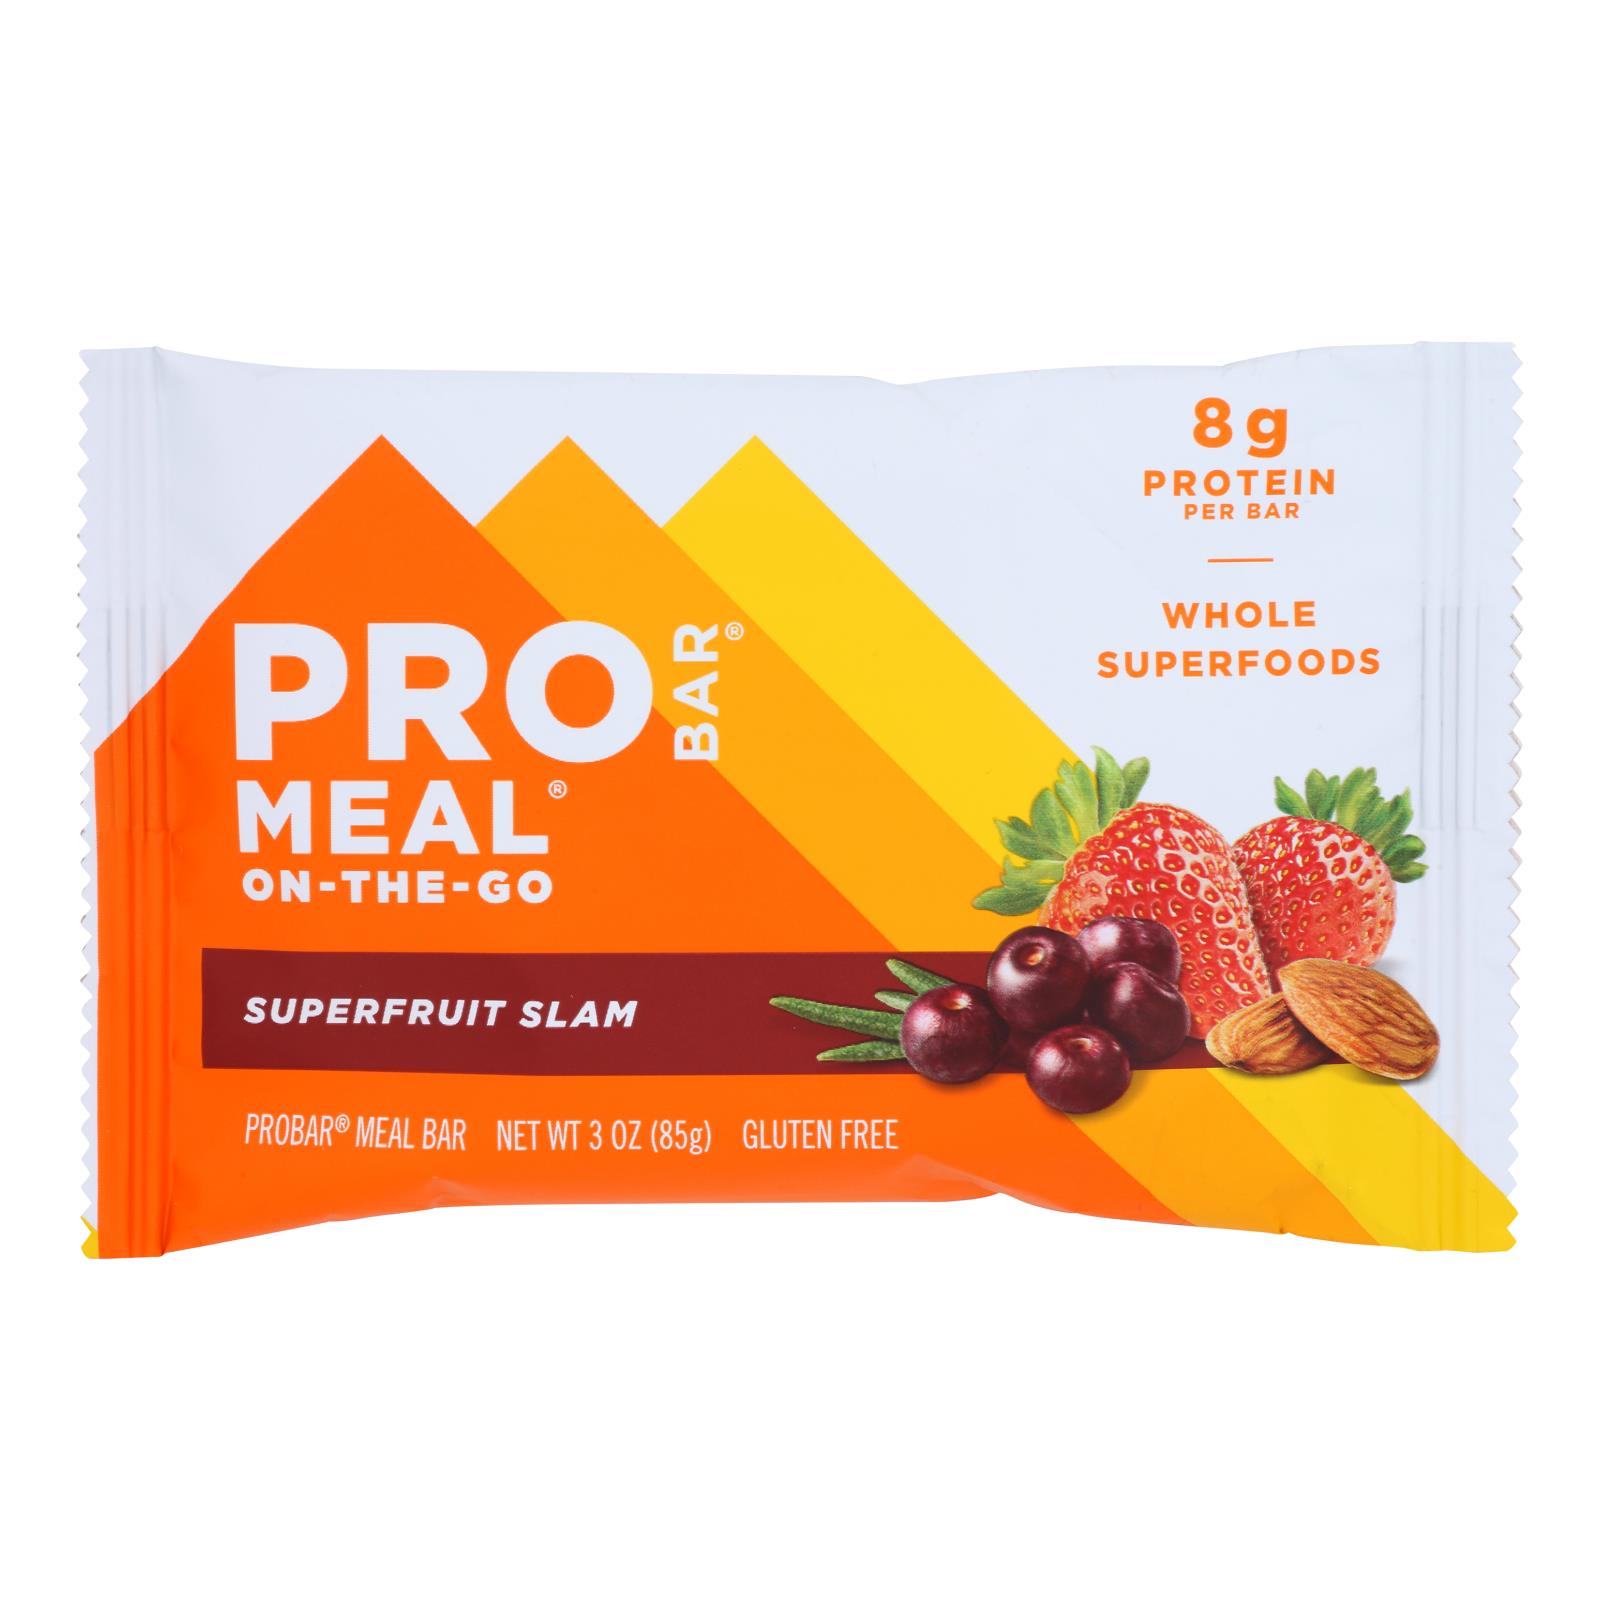 PRO BAR®
MEAL®
ON-THE-GO
SUPERFRUIT SLAM
PROBAR® MEAL BAR NET WT 3 OZ (85g) GLUTEN FREE
8g
PROTEIN
PER BAR
WHOLE
SUPERFOODS